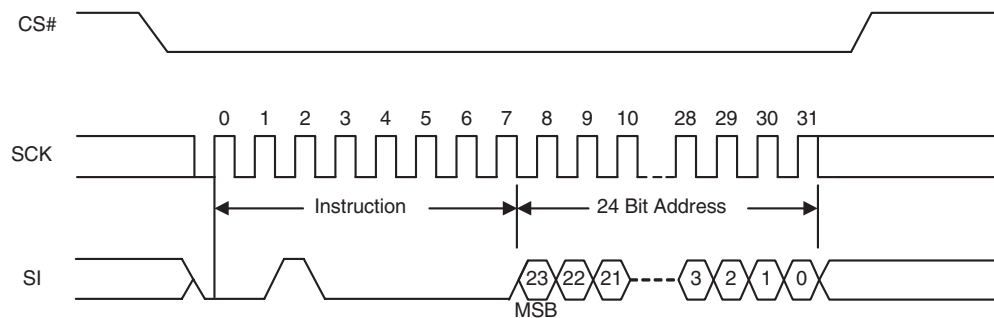 CS#
0 1 2 3 4 5 6 7 8 9 10 28 29 30 31
SCK
Instruction 24 Bit Address
SI 23 22 21 3 2 1 0
MSB